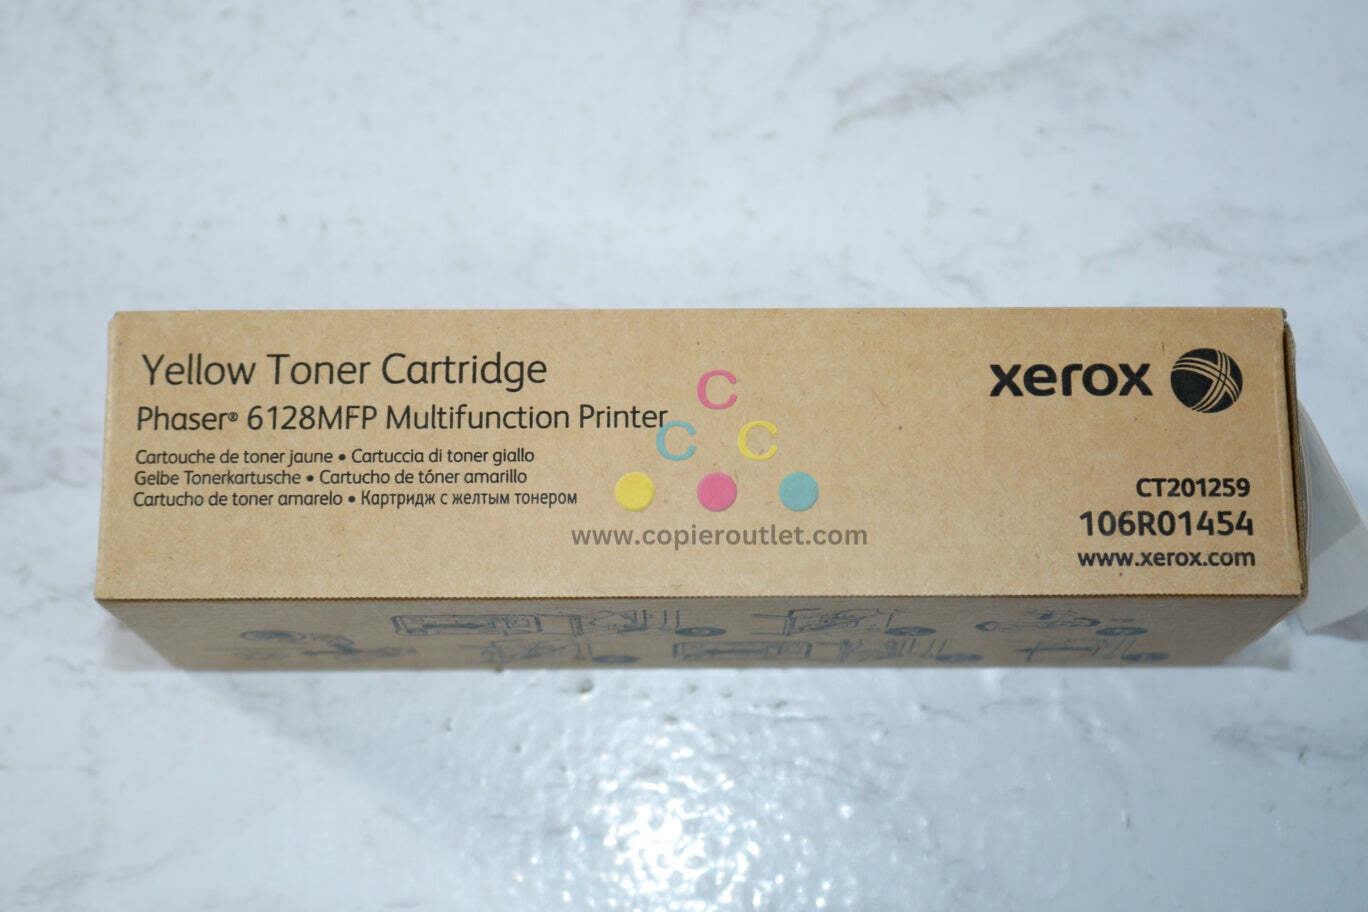 Yellow Toner Cartridge
Phaser® 6128MFP Multifunction Printer
Cartouche de toner jaune • Cartuccia di toner giallo
Gelbe Tonerkartusche • Cartucho de tóner amarillo
Cartucho de toner amarelo • Картридж с желтым тонером
xerox
CT201259
106R01454
www.xerox.com
C
C C
www.copieroutlet.com